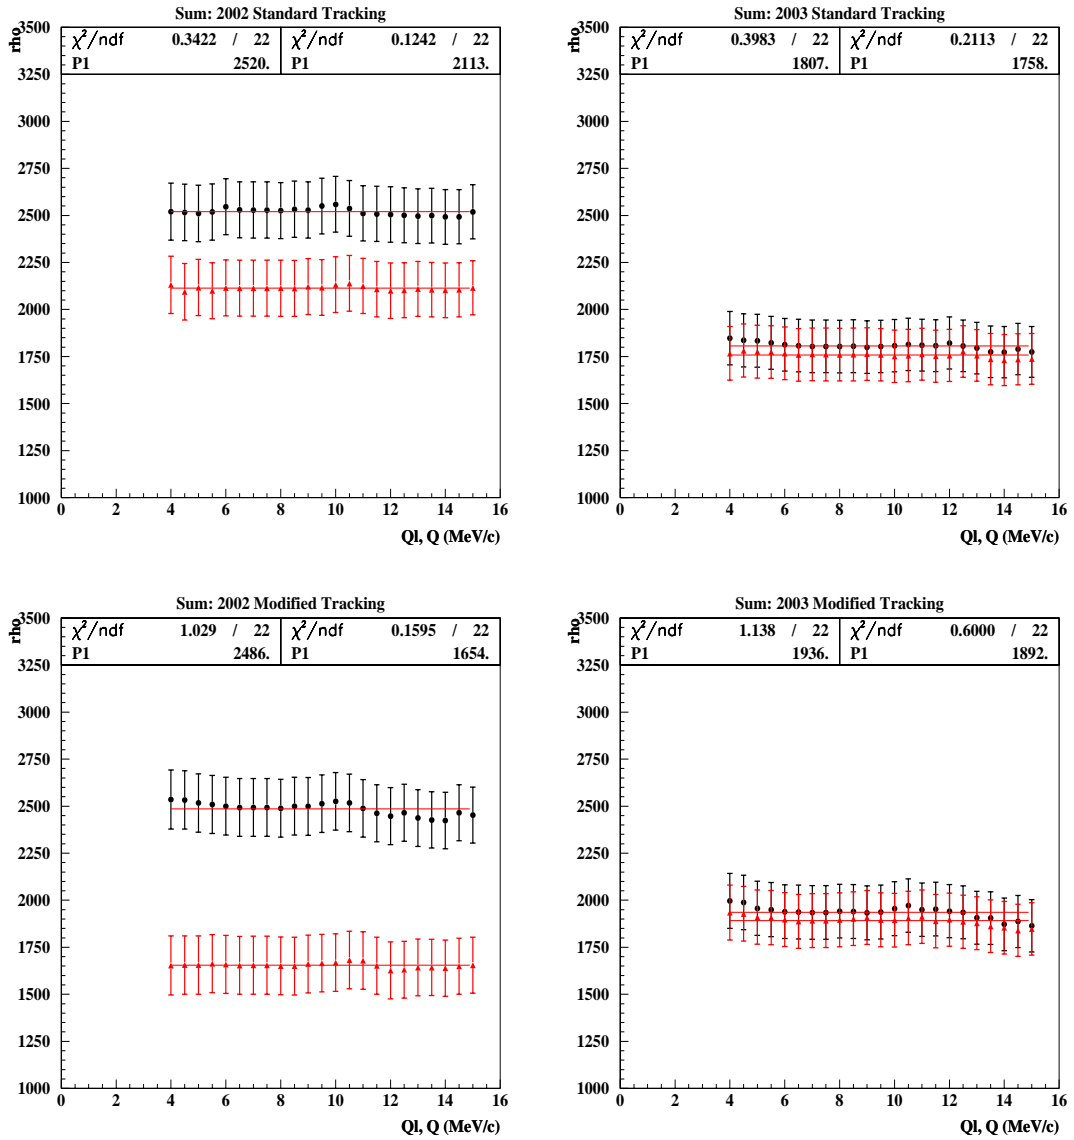 Sum: 2002 Standard Tracking
rho
χ²/ndf 0.3422 / 22
P1 2520.
χ²/ndf 0.1242 / 22
P1 2113.
3500
3250
3000
2750
2500
2250
2000
1750
1500
1250
1000
0 2 4 6 8 10 12 14 16
Ql, Q (MeV/c)
Sum: 2003 Standard Tracking
rho
χ²/ndf 0.3983 / 22
P1 1807.
χ²/ndf 0.2113 / 22
P1 1758.
3500
3250
3000
2750
2500
2250
2000
1750
1500
1250
1000
0 2 4 6 8 10 12 14 16
Ql, Q (MeV/c)
Sum: 2002 Modified Tracking
rho
χ²/ndf 1.029 / 22
P1 2486.
χ²/ndf 0.1595 / 22
P1 1654.
3500
3250
3000
2750
2500
2250
2000
1750
1500
1250
1000
0 2 4 6 8 10 12 14 16
Ql, Q (MeV/c)
Sum: 2003 Modified Tracking
rho
χ²/ndf 1.138 / 22
P1 1936.
χ²/ndf 0.6000 / 22
P1 1892.
3500
3250
3000
2750
2500
2250
2000
1750
1500
1250
1000
0 2 4 6 8 10 12 14 16
Ql, Q (MeV/c)